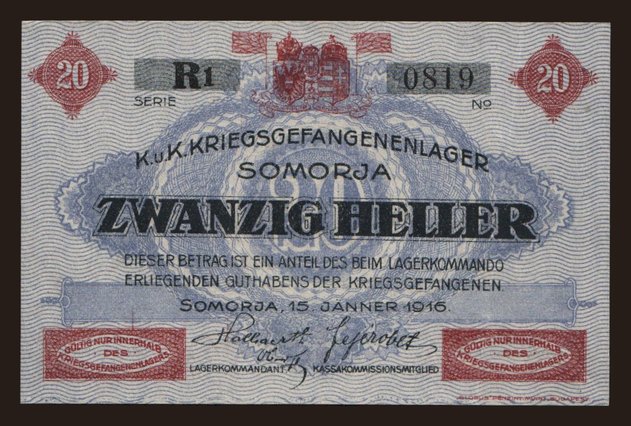 20 R1 0819 20
SERIE No
K.u.K. KRIEGSGEFANGENENLAGER
SOMORJA
20
ZWANZIG HELLER
DIESER BETRAG IST EIN ANTEIL DES BEIM LAGERKOMMANDO
ERLIEGENDEN GUTHABENS DER KRIEGSGEFANGENEN
SOMORJA, 15. JÄNNER 1916.
LAGERKOMMANDANT KASSAKOMMISSIONSMITGLIED
GÜLTIG NUR INNERHALB
DES
KRIEGSGEFANGENENLAGERS
GÜLTIG NUR INNERHALB
DES
KRIEGSGEFANGENENLAGERS